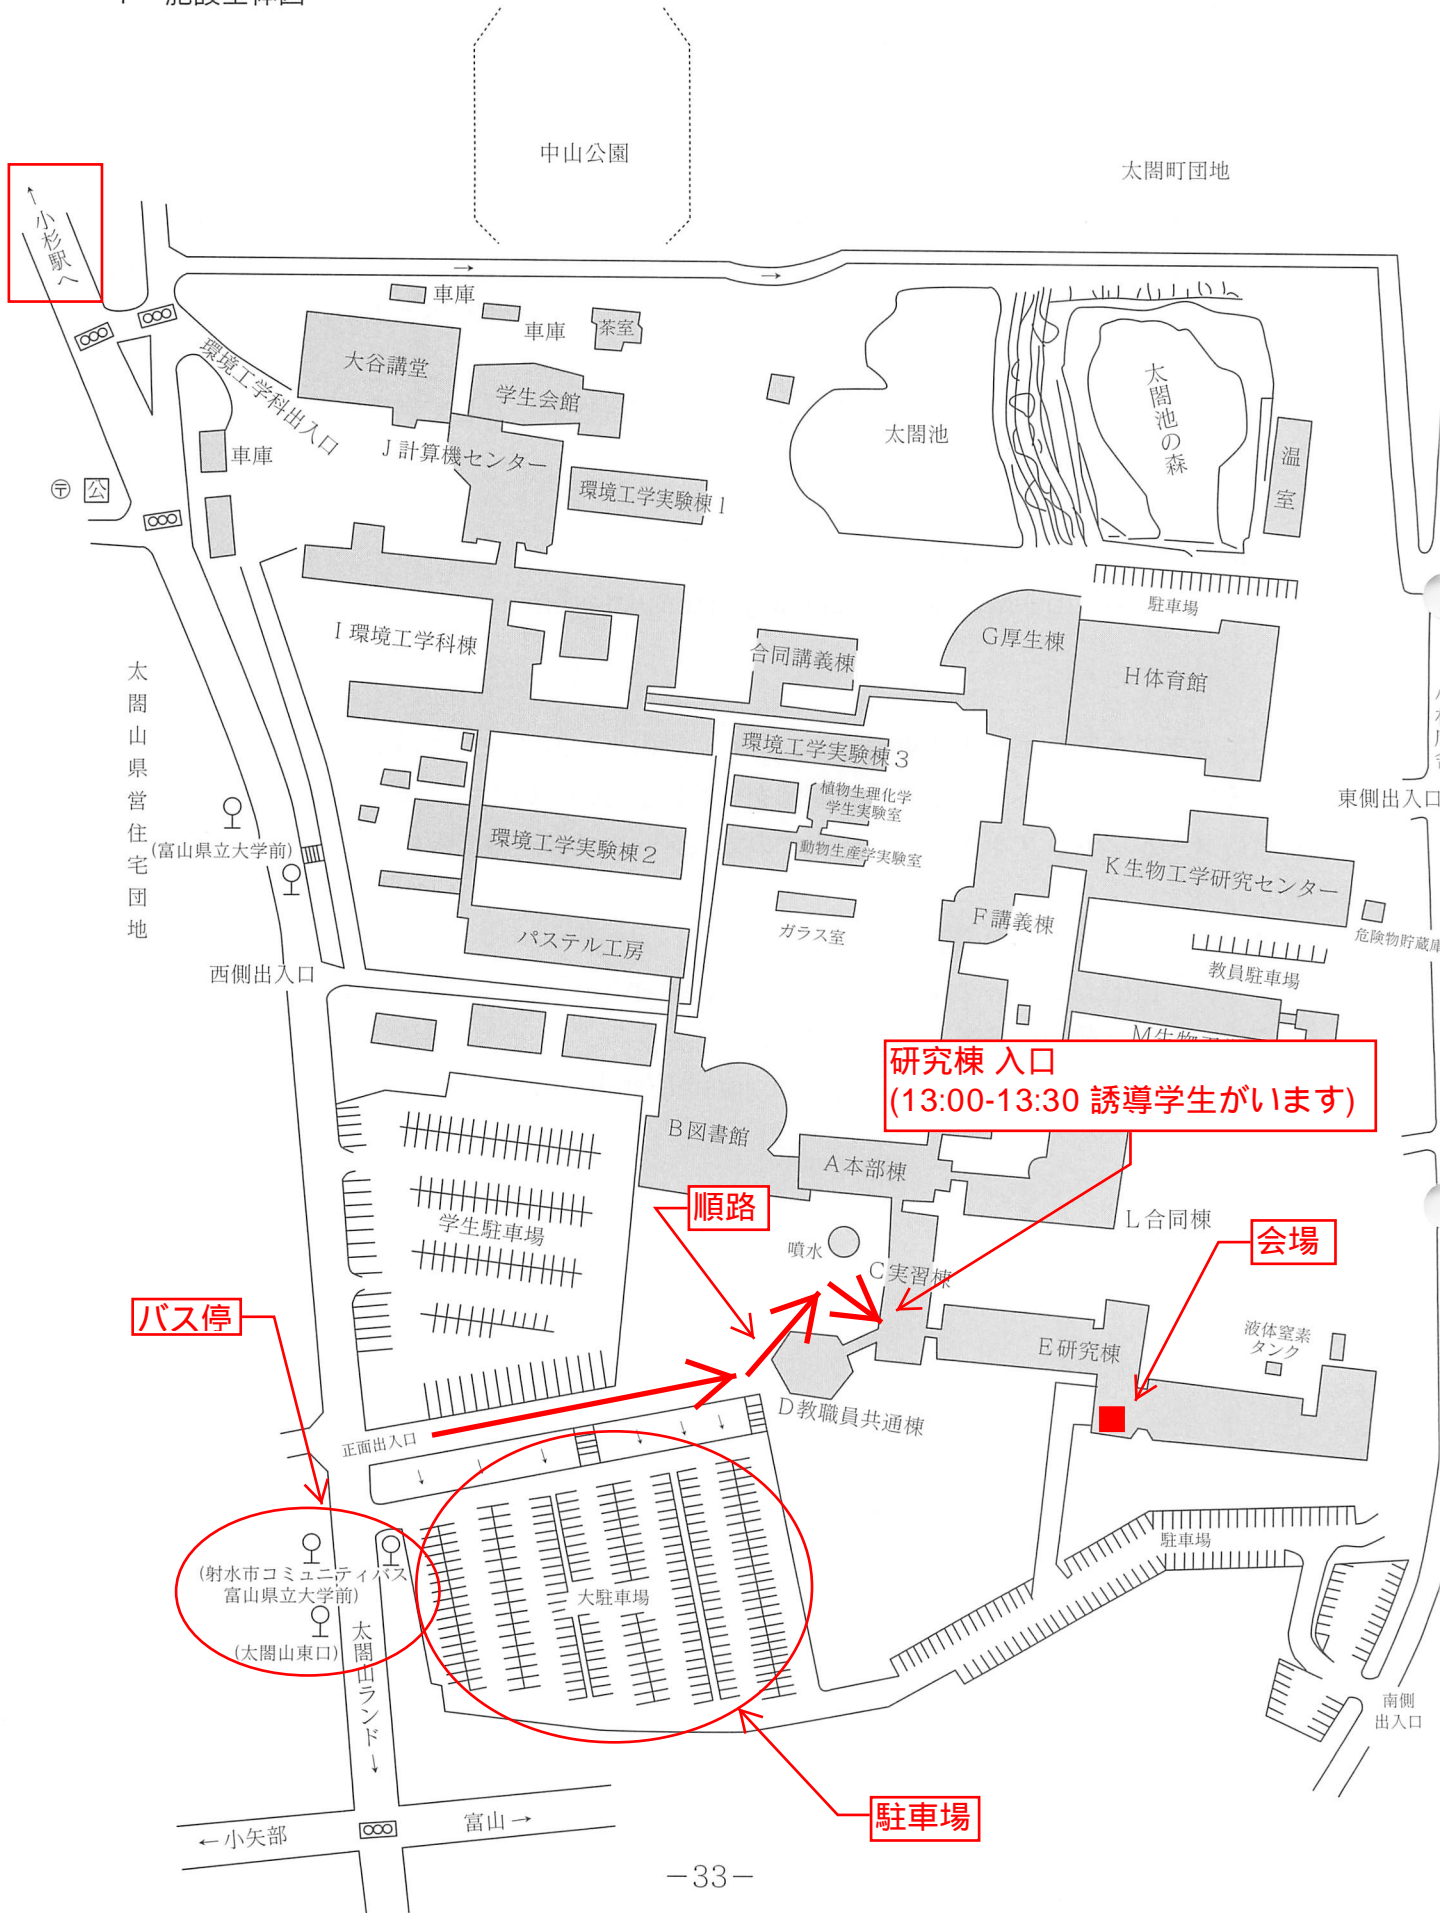 中山公園
太閤町団地
←小杉駅へ
車庫
車庫
茶室
大谷講堂
学生会館
環境工学科出入口
太閤池
太閤池の森
温室
車庫
J計算機センター
環境工学実験棟1
〒 公
駐車場
I 環境工学科棟
合同講義棟
G厚生棟
H体育館
太閤山県営住宅団地
環境工学実験棟3
植物生理化学
学生実験室
東側出入口
(富山県立大学前)
環境工学実験棟2
動物生産学実験室
K生物工学研究センター
ガラス室
F講義棟
危険物貯蔵庫
パステル工房
西側出入口
教員駐車場
研究棟 入口
(13:00-13:30 誘導学生がいます)
B図書館
A本部棟
L合同棟
順路
学生駐車場
噴水
会場
C実習棟
バス停
液体窒素
タンク
E研究棟
D教職員共通棟
正面出入口
駐車場
(射水市コミュニティバス
富山県立大学前)
大駐車場
(太閤山東口)
太閤山ランド→
南側
出入口
駐車場
←小矢部
富山→
−33−